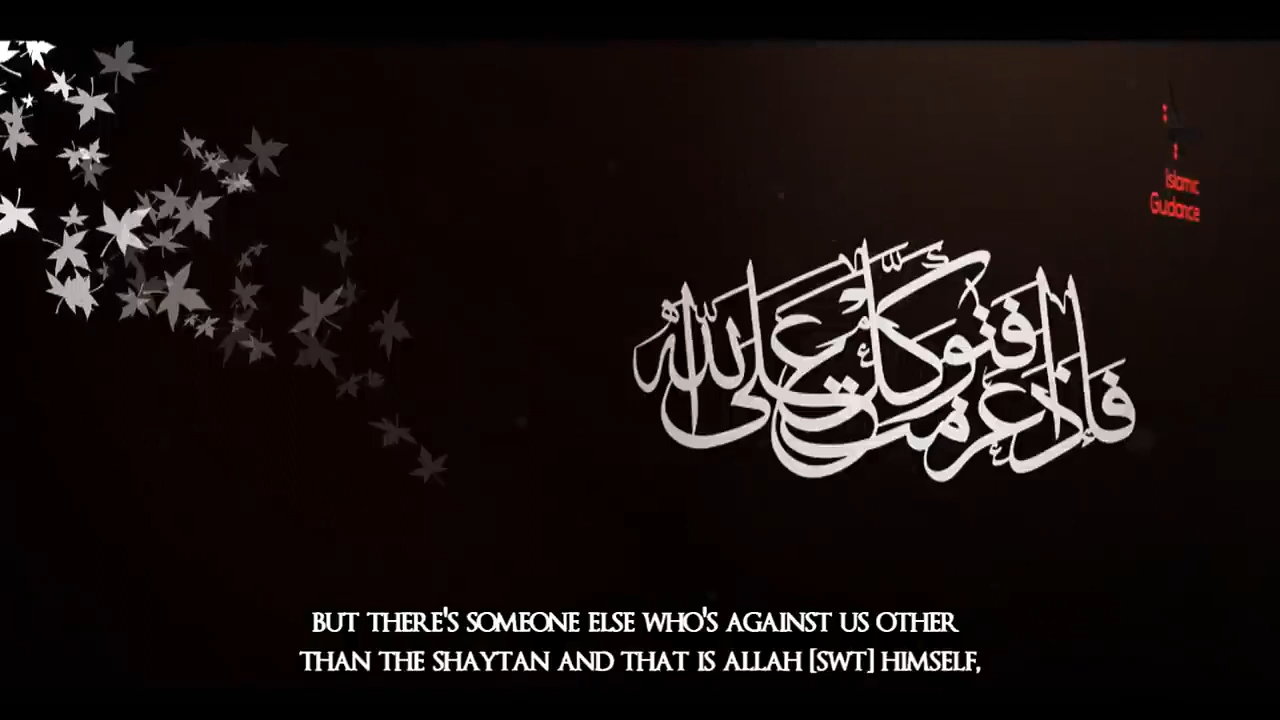 Islamic
Guidance
فإذا عزمت فتوكل على الله
BUT THERE'S SOMEONE ELSE WHO'S AGAINST US OTHER
THAN THE SHAYTAN AND THAT IS ALLAH [SWT] HIMSELF,